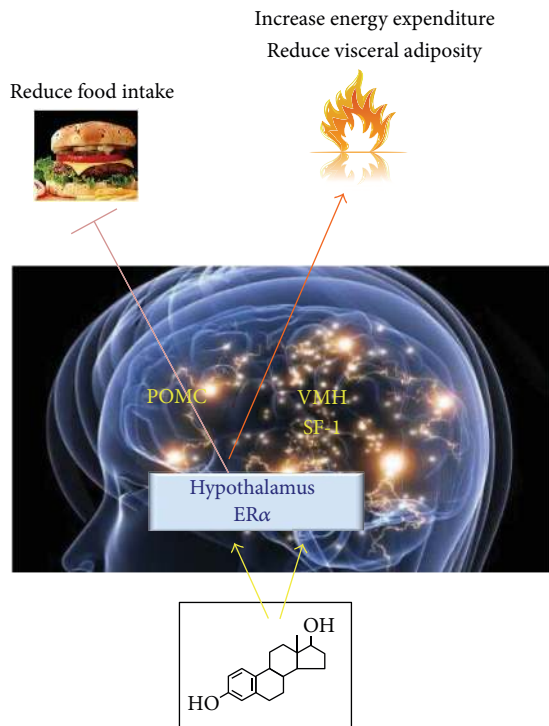 Increase energy expenditure
Reduce visceral adiposity
Reduce food intake
POMC
VMH
SF-1
Hypothalamus
ERα
OH
HO